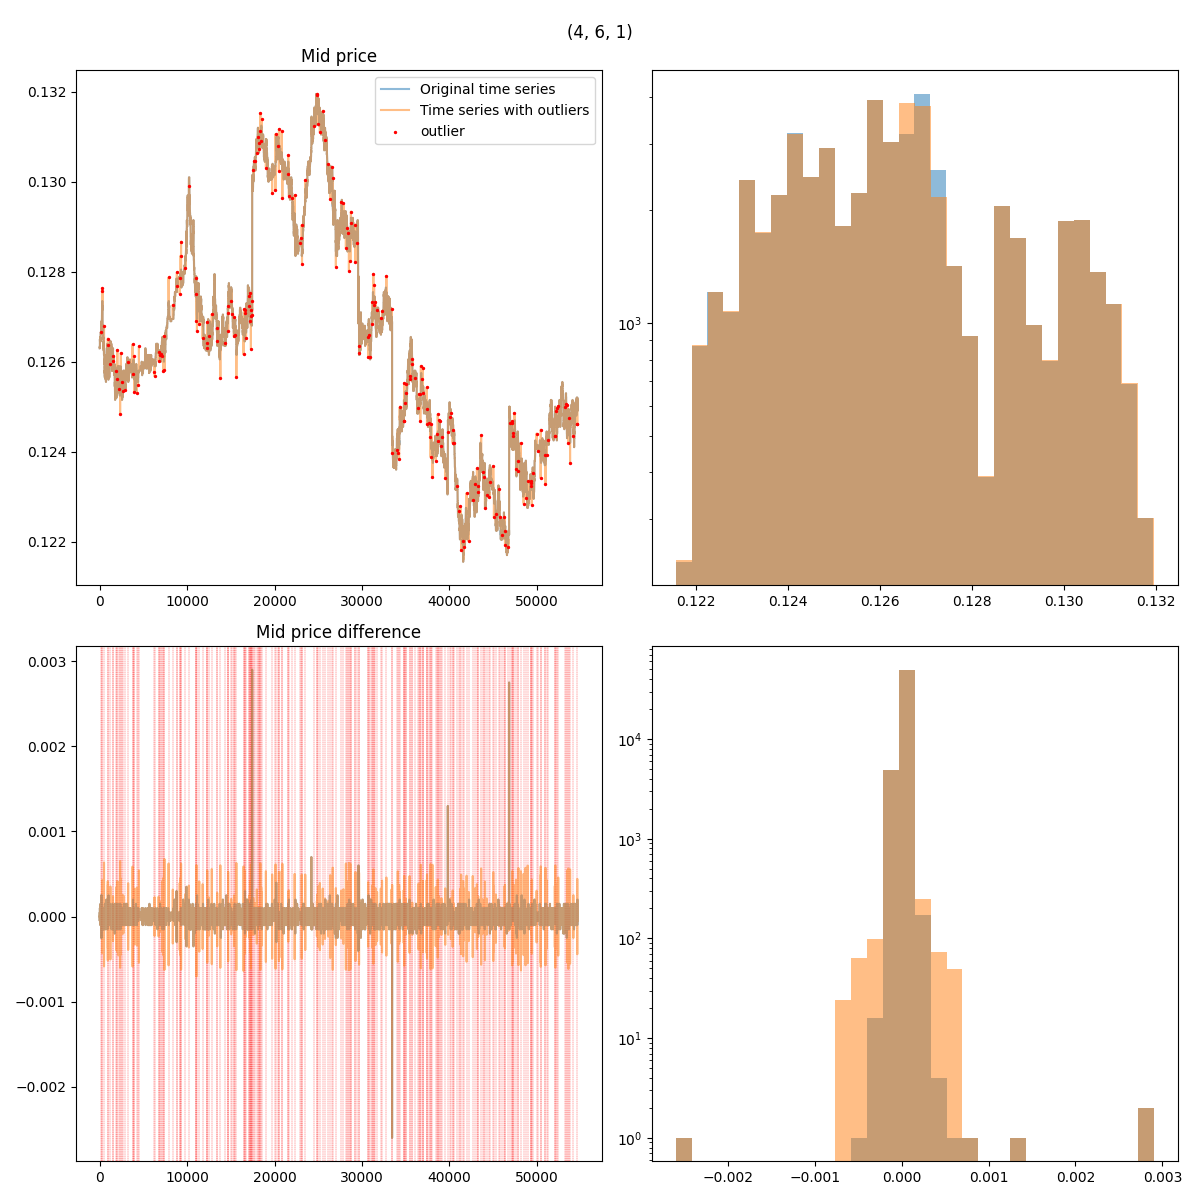 (4, 6, 1)
Mid price
Original time series
Time series with outliers
outlier
0.132
0.130
0.128
0.126
0.124
0.122
0 10000 20000 30000 40000 50000
10³
0.122 0.124 0.126 0.128 0.130 0.132
Mid price difference
0.003
0.002
0.001
0.000
−0.001
−0.002
0 10000 20000 30000 40000 50000
10⁴
10³
10²
10¹
10⁰
−0.002 −0.001 0.000 0.001 0.002 0.003